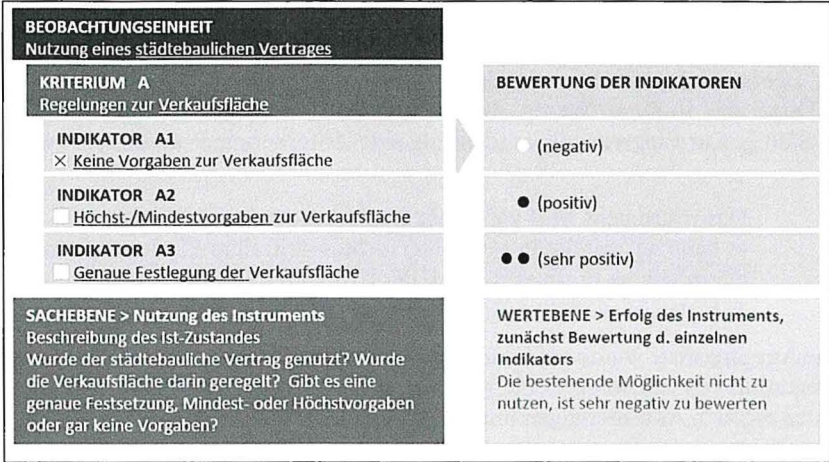 BEOBACHTUNGSEINHEIT
Nutzung eines städtebaulichen Vertrages
KRITERIUM A
Regelungen zur Verkaufsfläche
INDIKATOR A1
× Keine Vorgaben zur Verkaufsfläche
INDIKATOR A2
Höchst-/Mindestvorgaben zur Verkaufsfläche
INDIKATOR A3
Genaue Festlegung der Verkaufsfläche
SACHEBENE > Nutzung des Instruments
Beschreibung des Ist-Zustandes
Wurde der städtebauliche Vertrag genutzt? Wurde
die Verkaufsfläche darin geregelt? Gibt es eine
genaue Festsetzung, Mindest- oder Höchstvorgaben
oder gar keine Vorgaben?
BEWERTUNG DER INDIKATOREN
(negativ)
(positiv)
(sehr positiv)
WERTEBENE > Erfolg des Instruments,
zunächst Bewertung d. einzelnen
Indikators
Die bestehende Möglichkeit nicht zu
nutzen, ist sehr negativ zu bewerten